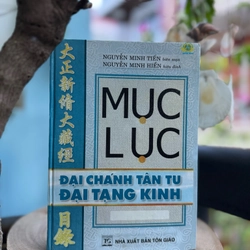 NGUYỄN MINH TIẾN biên soạn
NGUYỄN MINH HIỂN hiệu đính
大正新脩大藏經
MỤC
LỤC
ĐẠI CHÁNH TÂN TU
ĐẠI TẠNG KINH
目錄
NHÀ XUẤT BẢN TÔN GIÁO